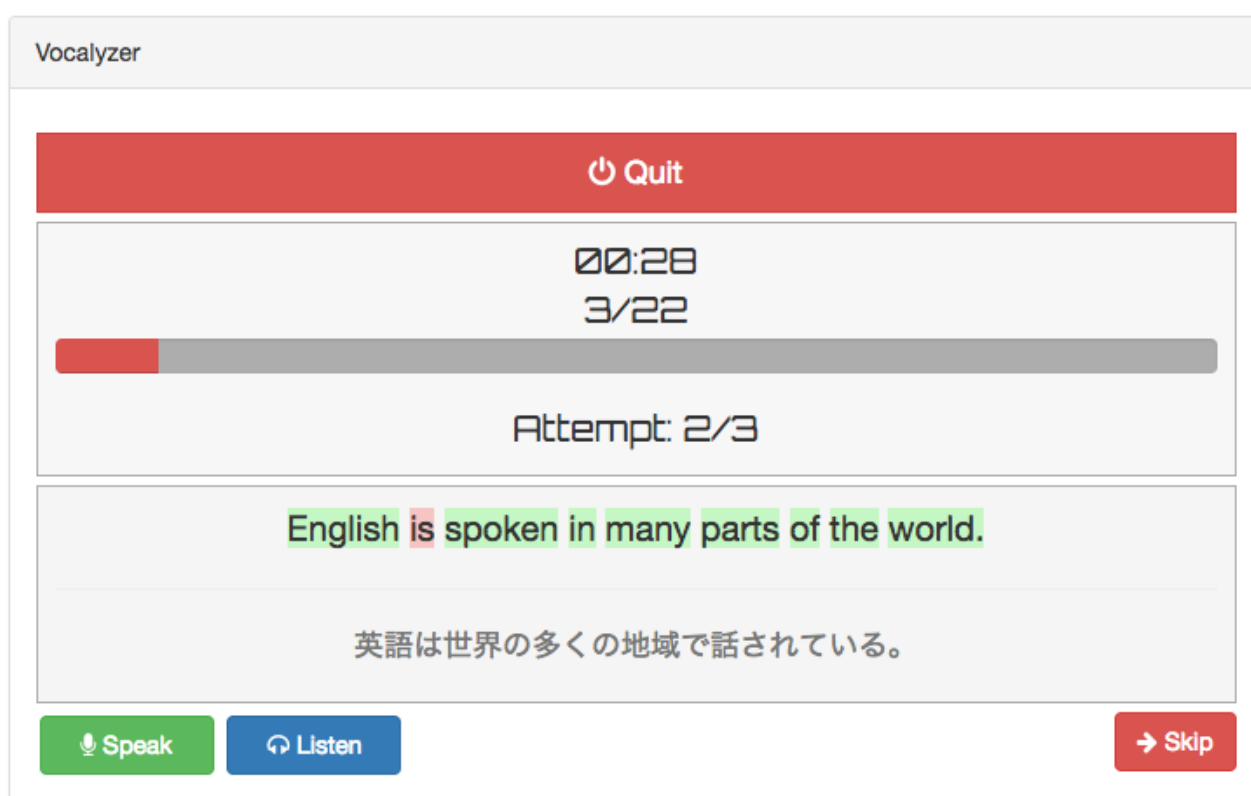 Vocalyzer
Quit
00:28
3/22
Attempt: 2/3
English is spoken in many parts of the world.
英語は世界の多くの地域で話されている。
Speak Listen Skip